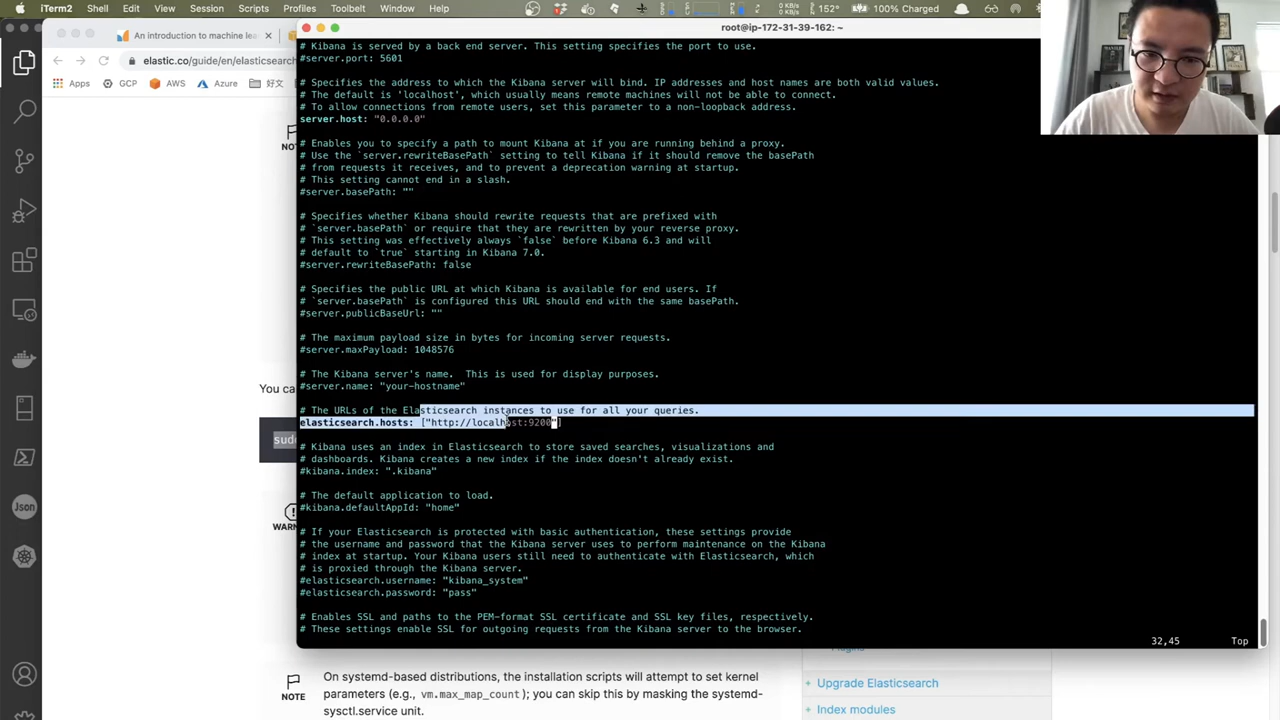 iTerm2 Shell Edit View Session Scripts Profiles Toolbelt Window Help
0 KB/s
152° 100% Charged
root@ip-172-31-39-162: ~
An introduction to machine lea
elastic.co/guide/en/elasticsearch
Apps GCP AWS Azure 好文
# Kibana is served by a back end server. This setting specifies the port to use.
#server.port: 5601
# Specifies the address to which the Kibana server will bind. IP addresses and host names are both valid values.
# The default is 'localhost', which usually means remote machines will not be able to connect.
# To allow connections from remote users, set this parameter to a non-loopback address.
server.host: "0.0.0.0"
# Enables you to specify a path to mount Kibana at if you are running behind a proxy.
# Use the `server.rewriteBasePath` setting to tell Kibana if it should remove the basePath
# from requests it receives, and to prevent a deprecation warning at startup.
# This setting cannot end in a slash.
#server.basePath: ""
# Specifies whether Kibana should rewrite requests that are prefixed with
# `server.basePath` or require that they are rewritten by your reverse proxy.
# This setting was effectively always `false` before Kibana 6.3 and will
# default to `true` starting in Kibana 7.0.
#server.rewriteBasePath: false
# Specifies the public URL at which Kibana is available for end users. If
# `server.basePath` is configured this URL should end with the same basePath.
#server.publicBaseUrl: ""
# The maximum payload size in bytes for incoming server requests.
#server.maxPayload: 1048576
# The Kibana server's name.  This is used for display purposes.
#server.name: "your-hostname"
# The URLs of the Elasticsearch instances to use for all your queries.
elasticsearch.hosts: ["http://localhost:9200"]
# Kibana uses an index in Elasticsearch to store saved searches, visualizations and
# dashboards. Kibana creates a new index if the index doesn't already exist.
#kibana.index: ".kibana"
# The default application to load.
#kibana.defaultAppId: "home"
# If your Elasticsearch is protected with basic authentication, these settings provide
# the username and password that the Kibana server uses to perform maintenance on the Kibana
# index at startup. Your Kibana users still need to authenticate with Elasticsearch, which
# is proxied through the Kibana server.
#elasticsearch.username: "kibana_system"
#elasticsearch.password: "pass"
# Enables SSL and paths to the PEM-format SSL certificate and SSL key files, respectively.
# These settings enable SSL for outgoing requests from the Kibana server to the browser.
32,45 Top
You ca
sud
Json
On systemd-based distributions, the installation scripts will attempt to set kernel
NOTE
parameters (e.g., vm.max_map_count); you can skip this by masking the systemd-
sysctl.service unit.
+ Upgrade Elasticsearch
+ Index modules